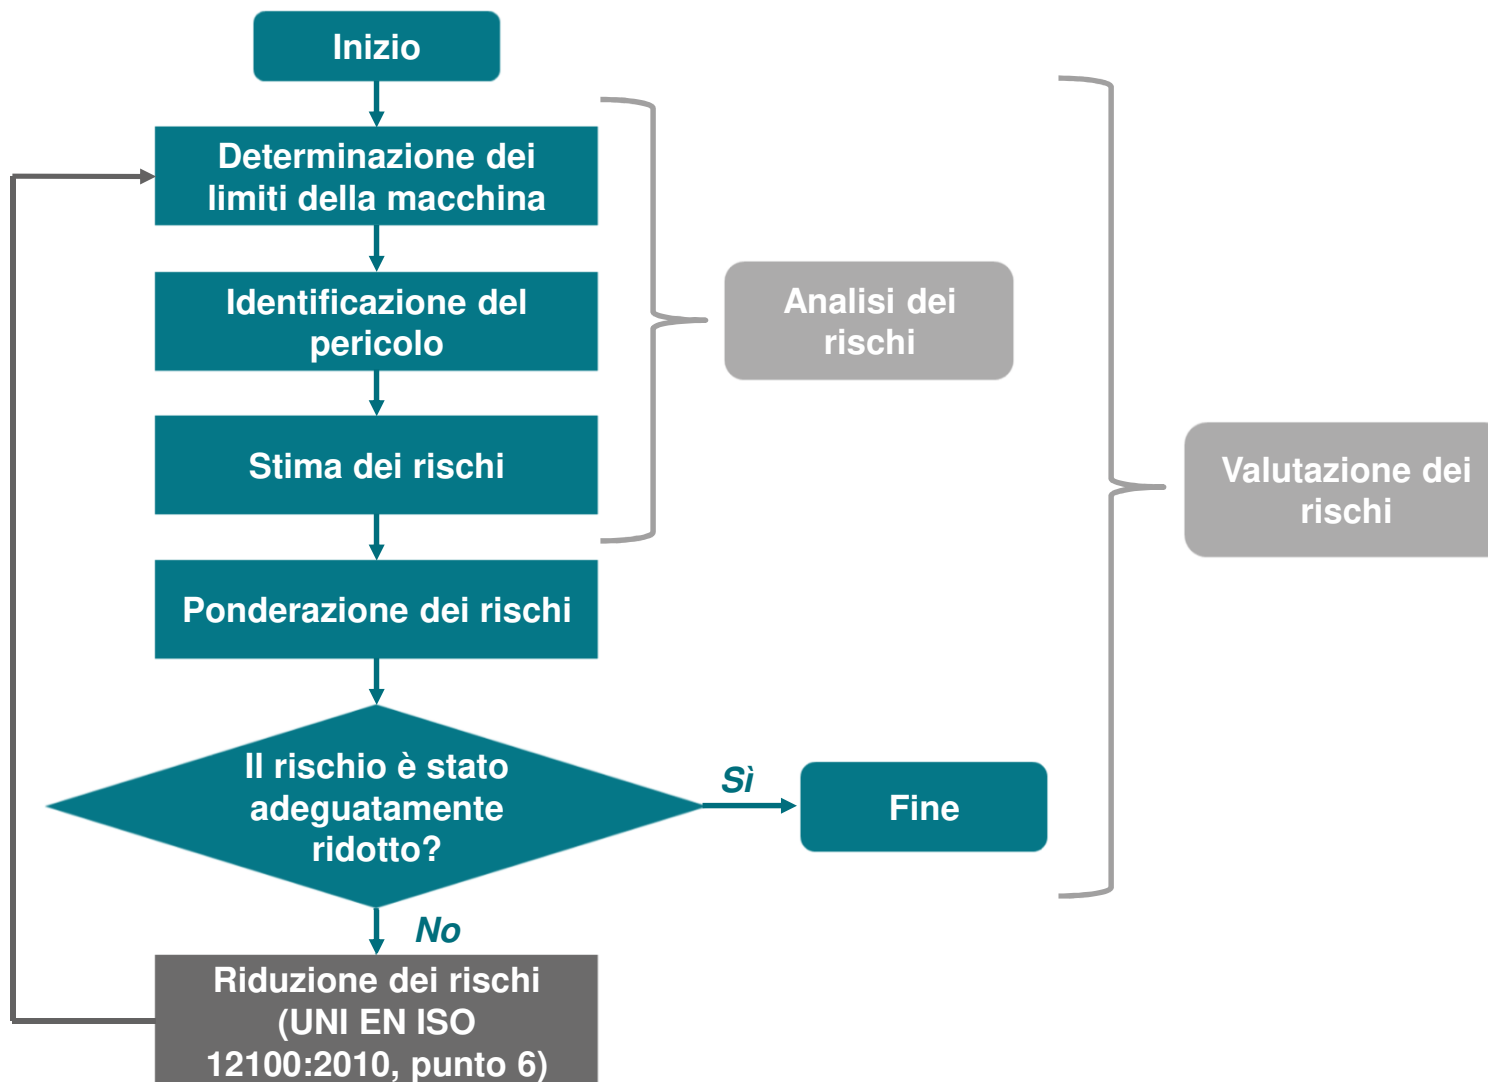 Inizio
Determinazione dei
limiti della macchina
Identificazione del
pericolo
Analisi dei
rischi
Stima dei rischi
Valutazione dei
rischi
Ponderazione dei rischi
Il rischio è stato
adeguatamente
ridotto?
Sì
Fine
No
Riduzione dei rischi
(UNI EN ISO
12100:2010, punto 6)